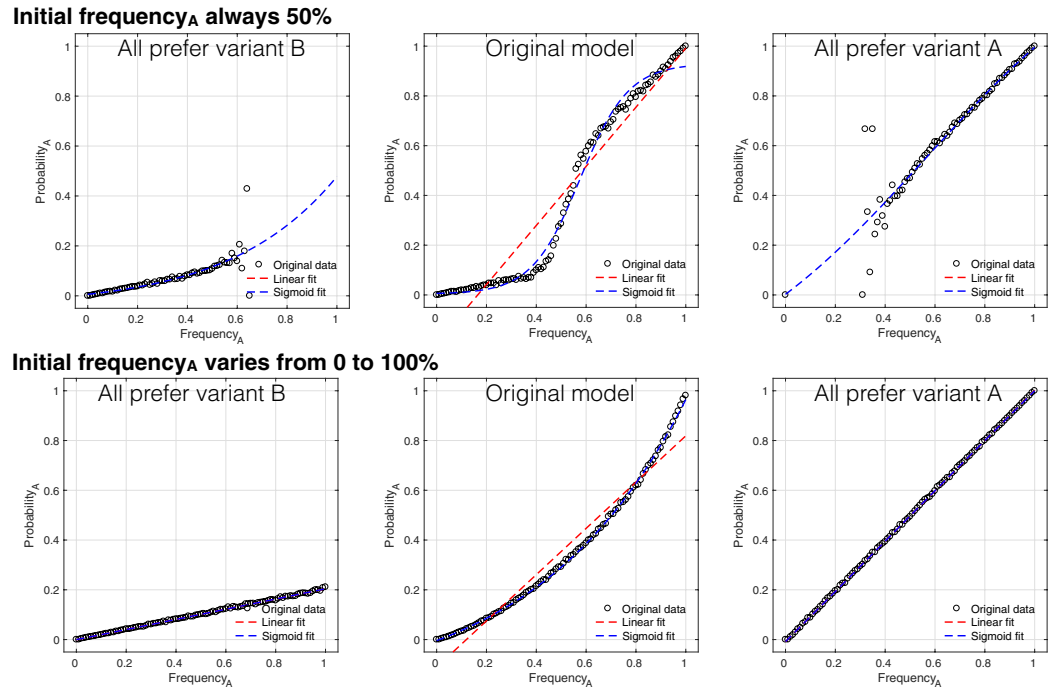 Initial frequencyA always 50%
All prefer variant B
Original model
All prefer variant A
ProbabilityA
1
0.8
0.6
0.4
0.2
0
Original data
Linear fit
Sigmoid fit
0 0.2 0.4 0.6 0.8 1
FrequencyA
ProbabilityA
1
0.8
0.6
0.4
0.2
0
Original data
Linear fit
Sigmoid fit
0 0.2 0.4 0.6 0.8 1
FrequencyA
ProbabilityA
1
0.8
0.6
0.4
0.2
0
Original data
Linear fit
Sigmoid fit
0 0.2 0.4 0.6 0.8 1
FrequencyA
Initial frequencyA varies from 0 to 100%
All prefer variant B
Original model
All prefer variant A
ProbabilityA
1
0.8
0.6
0.4
0.2
0
Original data
Linear fit
Sigmoid fit
0 0.2 0.4 0.6 0.8 1
FrequencyA
ProbabilityA
1
0.8
0.6
0.4
0.2
0
Original data
Linear fit
Sigmoid fit
0 0.2 0.4 0.6 0.8 1
FrequencyA
ProbabilityA
1
0.8
0.6
0.4
0.2
0
Original data
Linear fit
Sigmoid fit
0 0.2 0.4 0.6 0.8 1
FrequencyA